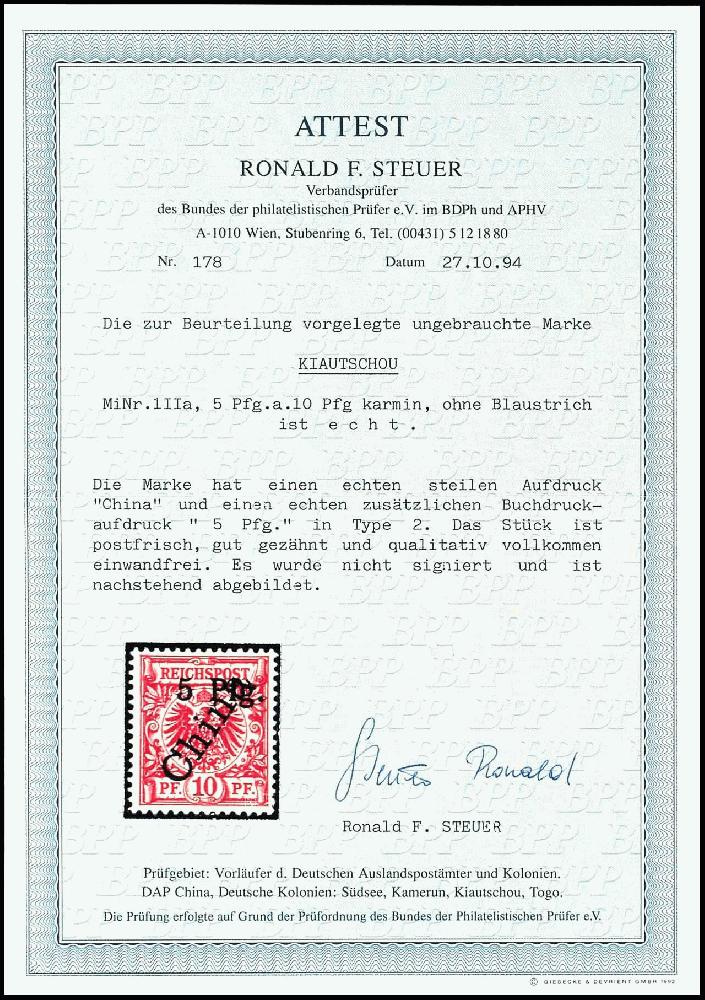 ATTEST
RONALD F. STEUER
Verbandsprüfer
des Bundes der philatelistischen Prüfer e.V. im BDPh und APHV
A-1010 Wien, Stubenring 6, Tel. (00431) 5 12 18 80
Nr. 178 Datum 27.10.94
Die zur Beurteilung vorgelegte ungebrauchte Marke
KIAUTSCHOU
MiNr.1IIa, 5 Pfg.a.10 Pfg karmin, ohne Blaustrich
ist e c h t .
Die Marke hat einen echten steilen Aufdruck
"China" und einen echten zusätzlichen Buchdruck-
aufdruck " 5 Pfg." in Type 2. Das Stück ist
postfrisch, gut gezähnt und qualitativ vollkommen
einwandfrei. Es wurde nicht signiert und ist
nachstehend abgebildet.
REICHSPOST
5 Pfg.
China
PF. 10 PF.
Steuer Ronald
Ronald F. STEUER
Prüfgebiet: Vorläufer d. Deutschen Auslandspostämter und Kolonien.
DAP China, Deutsche Kolonien: Südsee, Kamerun, Kiautschou, Togo.
Die Prüfung erfolgte auf Grund der Prüfordnung des Bundes der Philatelistischen Prüfer e.V.
© GIESECKE & DEVRIENT GMBH 1992